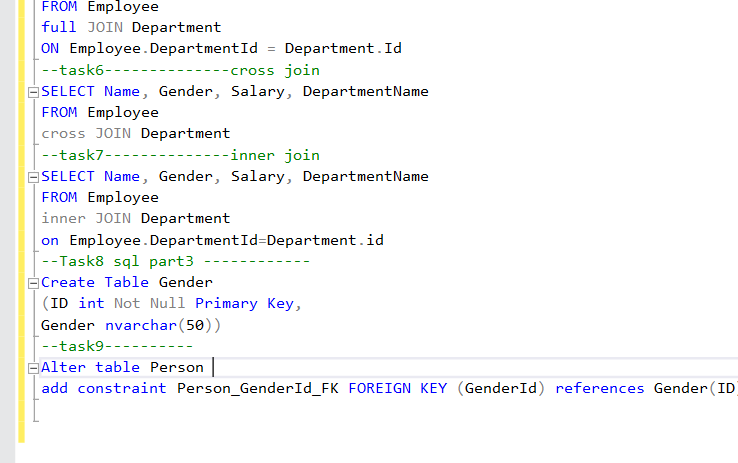 FROM Employee
full JOIN Department
ON Employee.DepartmentId = Department.Id
--task6--------------cross join
SELECT Name, Gender, Salary, DepartmentName
FROM Employee
cross JOIN Department
--task7--------------inner join
SELECT Name, Gender, Salary, DepartmentName
FROM Employee
inner JOIN Department
on Employee.DepartmentId=Department.id
--Task8 sql part3 ------------
Create Table Gender
(ID int Not Null Primary Key,
Gender nvarchar(50))
--task9----------
Alter table Person
add constraint Person_GenderId_FK FOREIGN KEY (GenderId) references Gender(ID